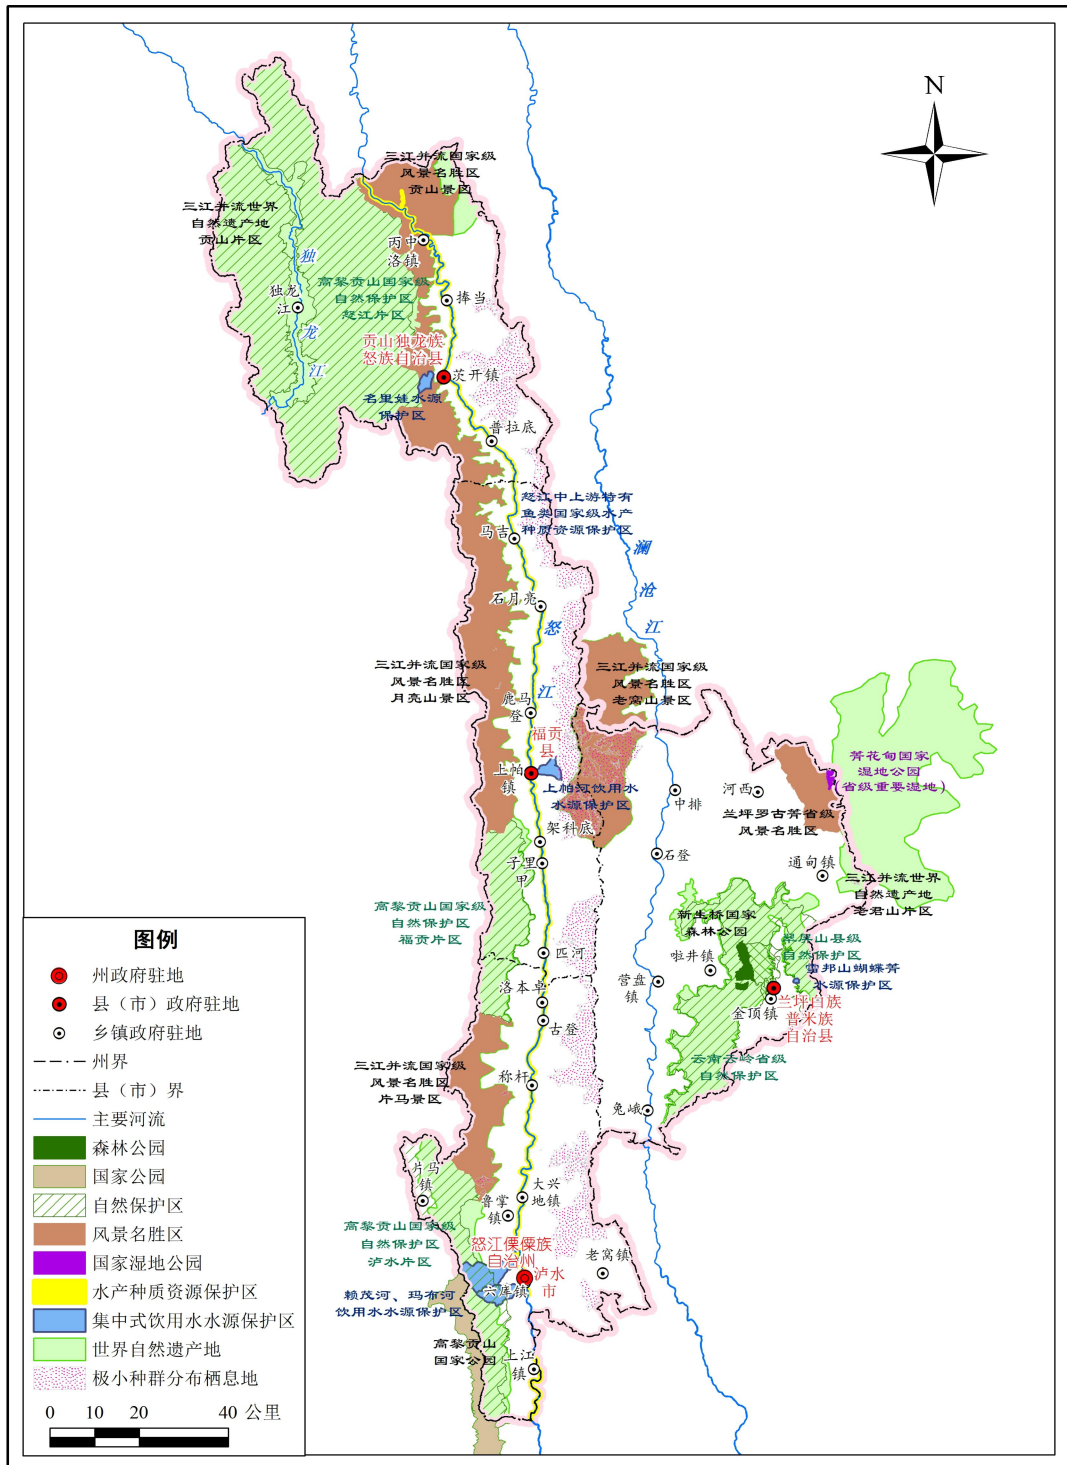 N
三江并流国家级
风景名胜区
贡山景区
三江并流世界
自然遗产地
贡山片区
丙中
洛镇
独
龙
江
独龙
江
高黎贡山国家级
自然保护区
怒江片区
捧当
贡山独龙族
怒族自治县
茨开镇
名里娃水源
保护区
普拉底
怒江中上游特有
鱼类国家级水产
种质资源保护区
马吉
澜
沧
江
石月亮
怒
江
三江并流国家级
风景名胜区
月亮山景区
三江并流国家级
风景名胜区
老窝山景区
鹿马
登
福贡
县
上帕
镇
上帕河饮用水
水源保护区
中排
河西
箐花甸国家
湿地公园
(省级重要湿地)
兰坪罗古箐省级
风景名胜区
架科底
子里
甲
石登
通甸镇
三江并流世界
自然遗产地
老君山片区
高黎贡山国家级
自然保护区
福贡片区
新生桥国家
森林公园
翠屏山县级
自然保护区
雪邦山蝴蝶箐
水源保护区
匹河
啦井镇
营盘
镇
洛本卓
金顶镇
兰坪白族
普米族
自治县
古登
云南云岭省级
自然保护区
三江并流国家级
风景名胜区
片马景区
称杆
兔峨
片马
镇
大兴
地镇
鲁掌
镇
高黎贡山国家级
自然保护区
泸水片区
怒江傈僳族
自治州
泸水
市
六库镇
老窝镇
赖茂河、玛布河
饮用水水源保护区
高黎贡山
国家公园
上江
镇
图例
州政府驻地
县（市）政府驻地
乡镇政府驻地
州界
县（市）界
主要河流
森林公园
国家公园
自然保护区
风景名胜区
国家湿地公园
水产种质资源保护区
集中式饮用水水源保护区
世界自然遗产地
极小种群分布栖息地
0 10 20 40 公里